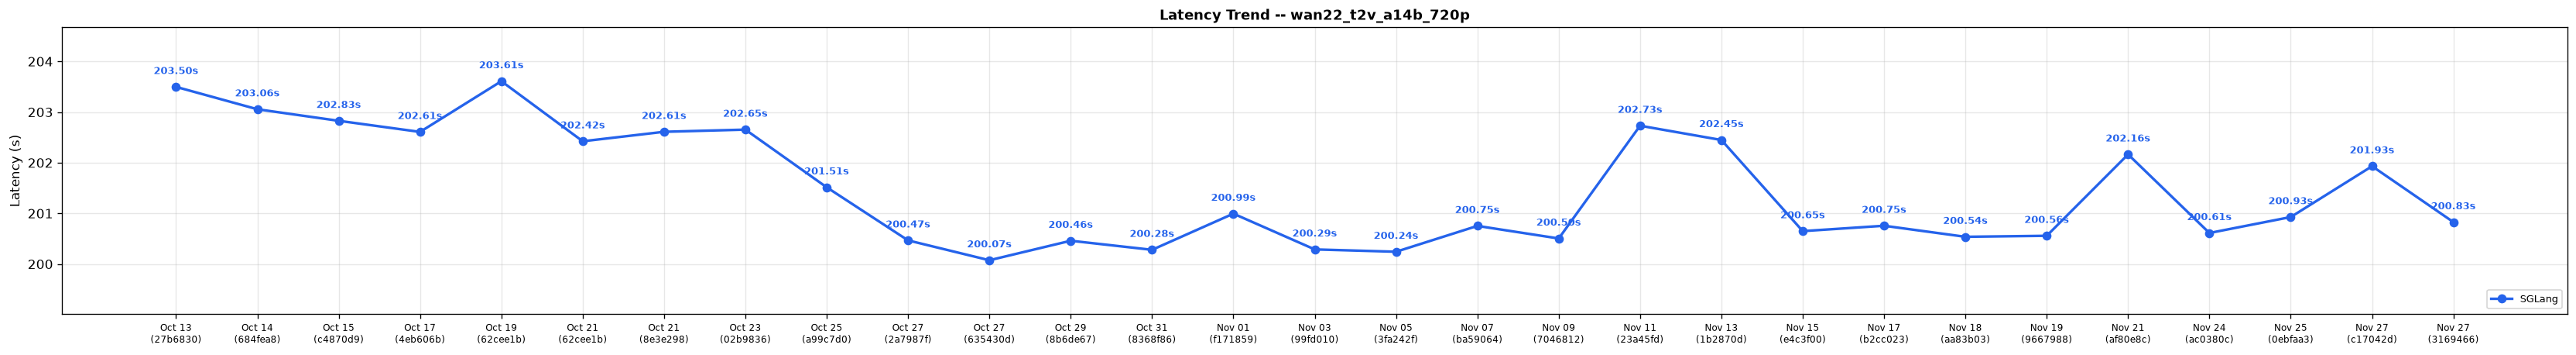 Latency Trend -- wan22_t2v_a14b_720p
Latency (s)
204
203
202
201
200
203.50s
203.06s
202.83s
202.61s
203.61s
202.42s
202.61s
202.65s
201.51s
200.47s
200.07s
200.46s
200.28s
200.99s
200.29s
200.24s
200.75s
200.50s
202.73s
202.45s
200.65s
200.75s
200.54s
200.56s
202.16s
200.61s
200.93s
201.93s
200.83s
SGLang
Oct 13
(27b6830)
Oct 14
(684fea8)
Oct 15
(c4870d9)
Oct 17
(4eb606b)
Oct 19
(62cee1b)
Oct 21
(62cee1b)
Oct 21
(8e3e298)
Oct 23
(02b9836)
Oct 25
(a99c7d0)
Oct 27
(2a7987f)
Oct 27
(635430d)
Oct 29
(8b6de67)
Oct 31
(8368f86)
Nov 01
(f171859)
Nov 03
(99fd010)
Nov 05
(3fa242f)
Nov 07
(ba59064)
Nov 09
(7046812)
Nov 11
(23a45fd)
Nov 13
(1b2870d)
Nov 15
(e4c3f00)
Nov 17
(b2cc023)
Nov 18
(aa83b03)
Nov 19
(9667988)
Nov 21
(af80e8c)
Nov 24
(ac0380c)
Nov 25
(0ebfaa3)
Nov 27
(c17042d)
Nov 27
(3169466)